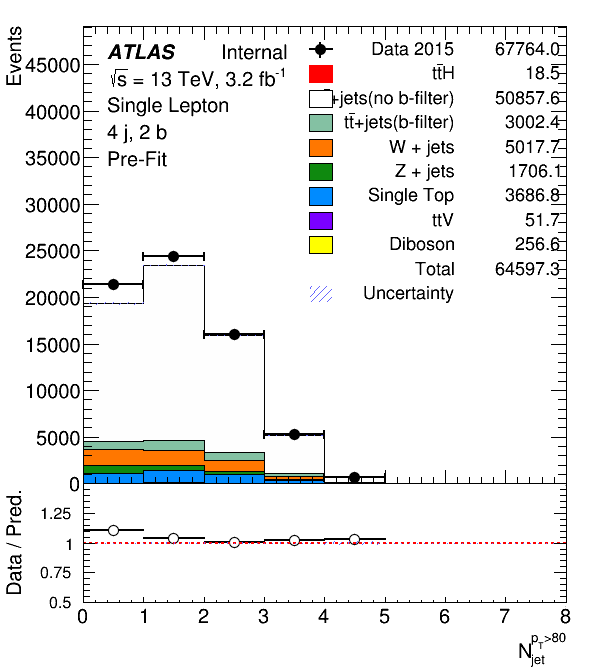 Events
ATLAS Internal
√s = 13 TeV, 3.2 fb-1
Single Lepton
4 j, 2 b
Pre-Fit
Data 2015 67764.0
tt̄H 18.5
+jets(no b-filter) 50857.6
tt̄+jets(b-filter) 3002.4
W + jets 5017.7
Z + jets 1706.1
Single Top 3686.8
ttV 51.7
Diboson 256.6
Total 64597.3
Uncertainty
45000
40000
35000
30000
25000
20000
15000
10000
5000
0
Data / Pred.
1.25
1
0.75
0.5
0 1 2 3 4 5 6 7 8
N jet pT>80